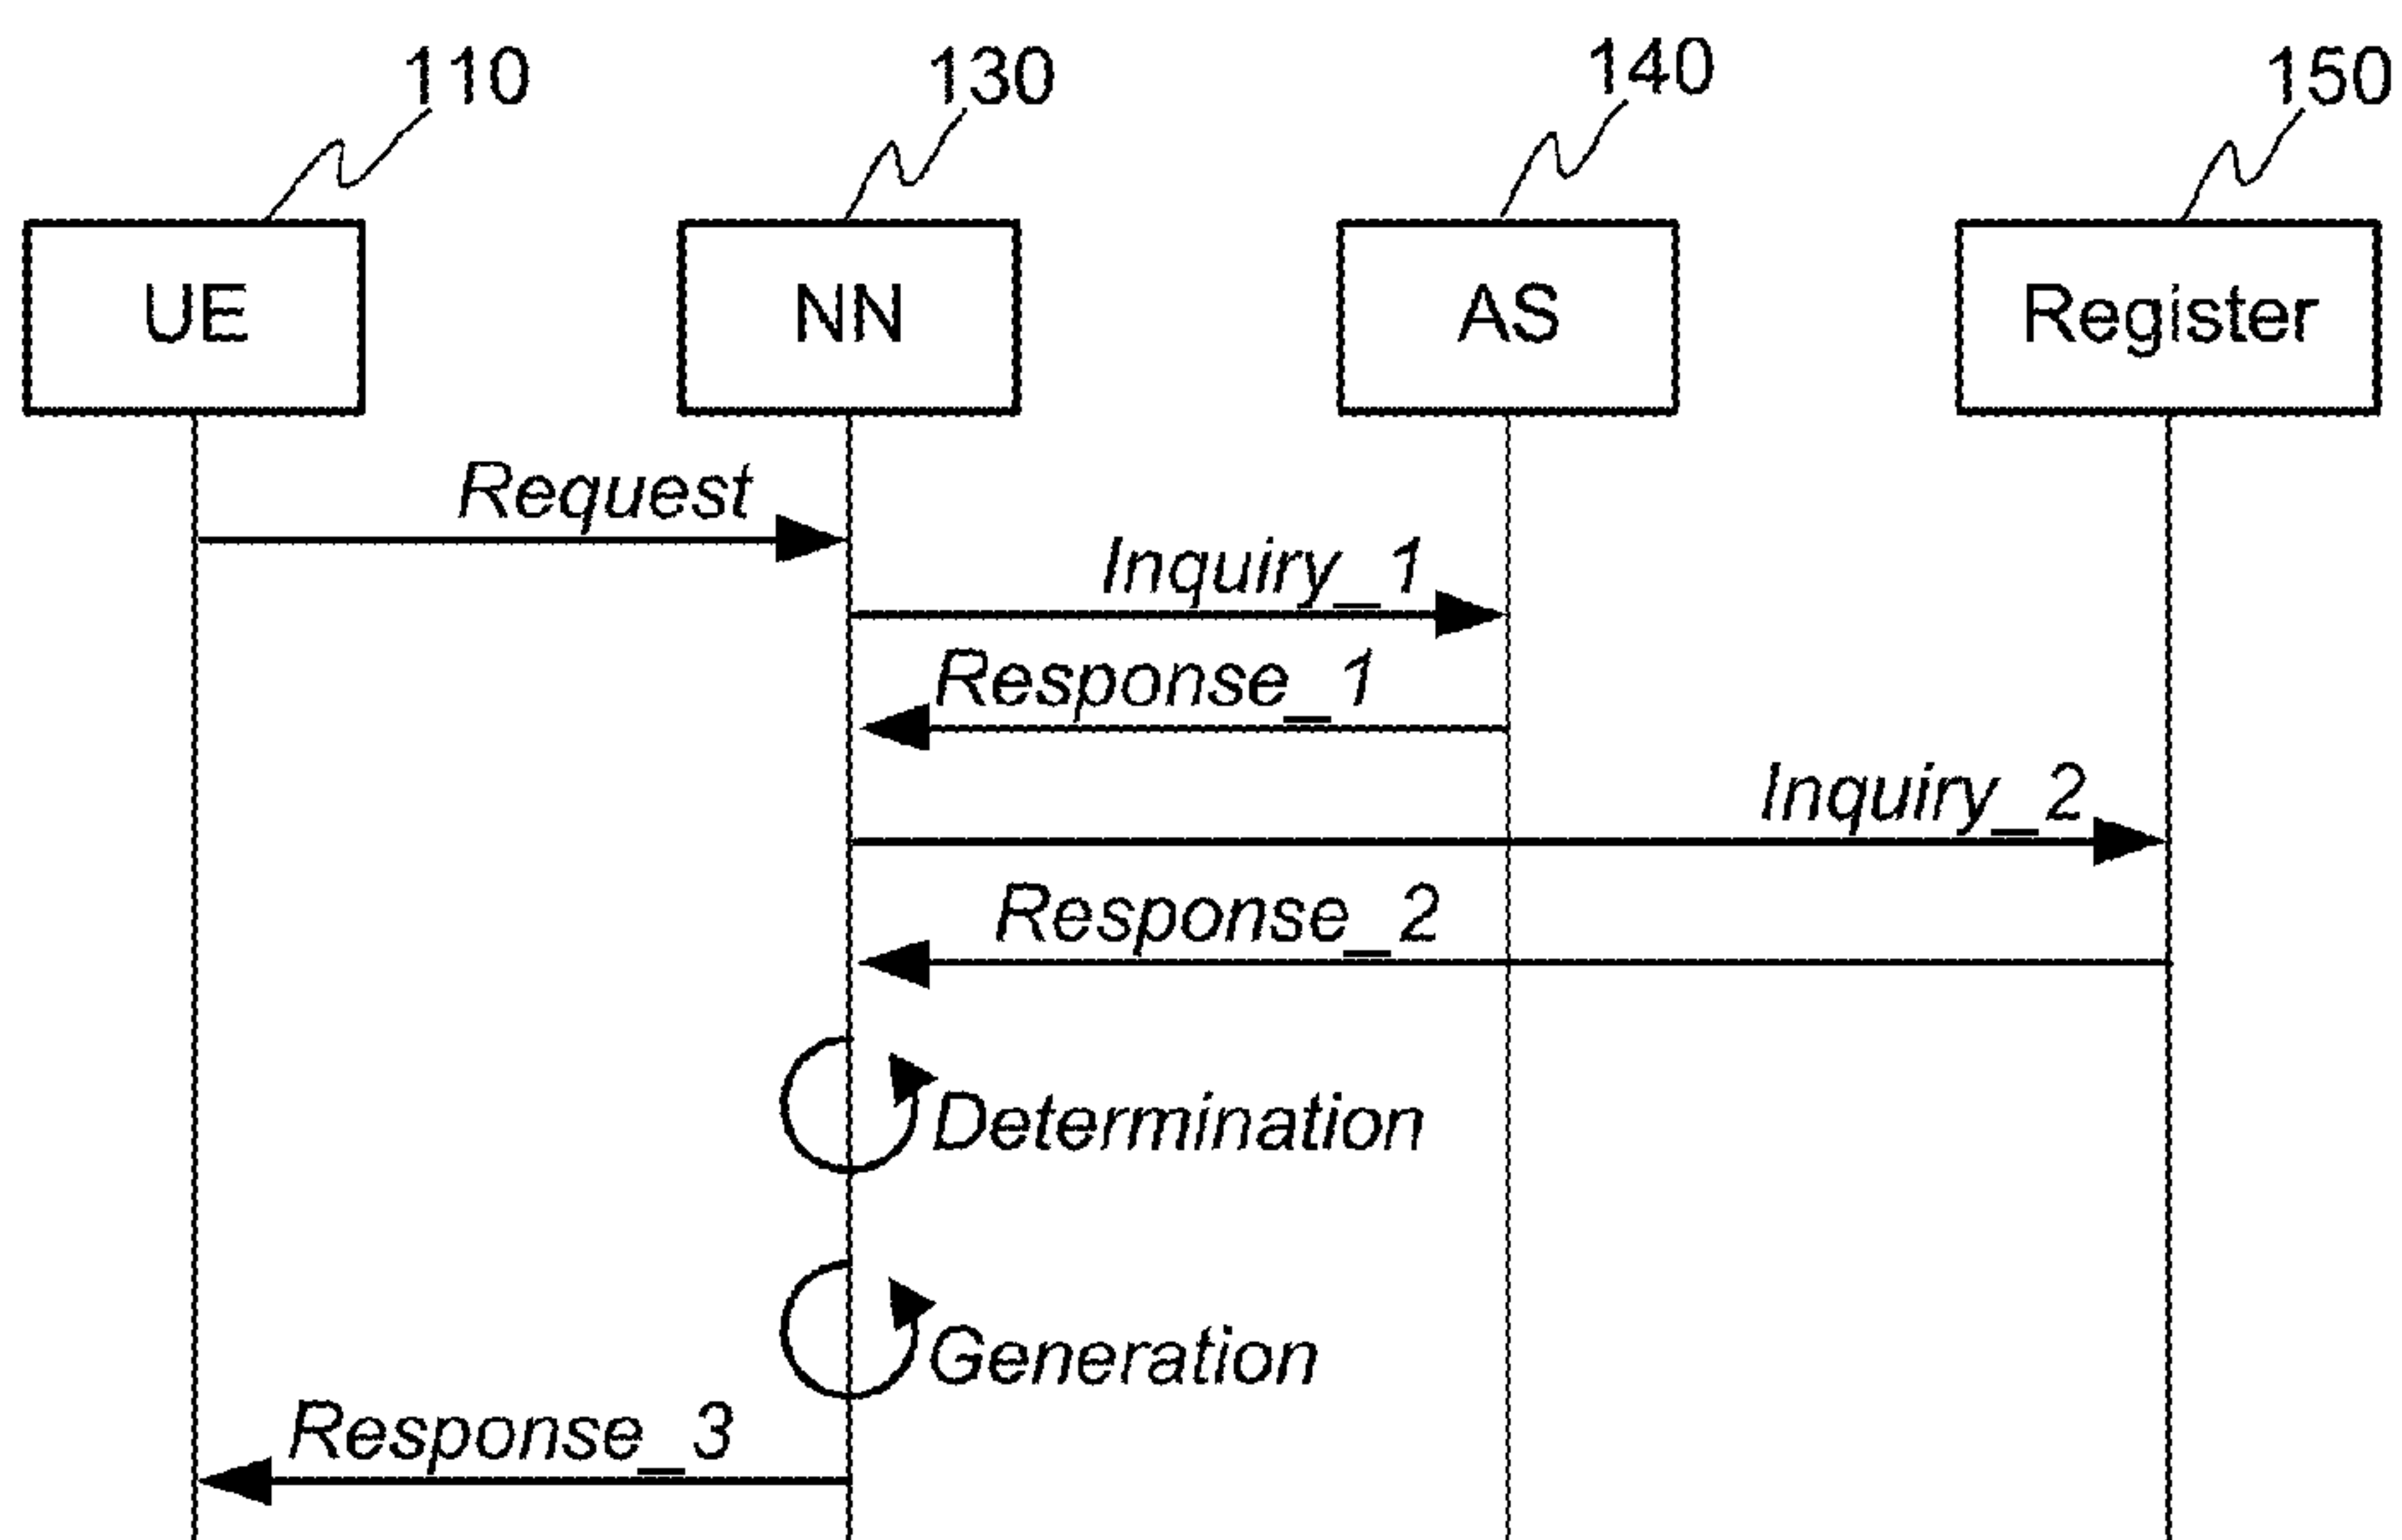 110 130 140 150
UE NN AS Register
Request
Inquiry_1
Response_1
Inquiry_2
Response_2
Determination
Generation
Response_3